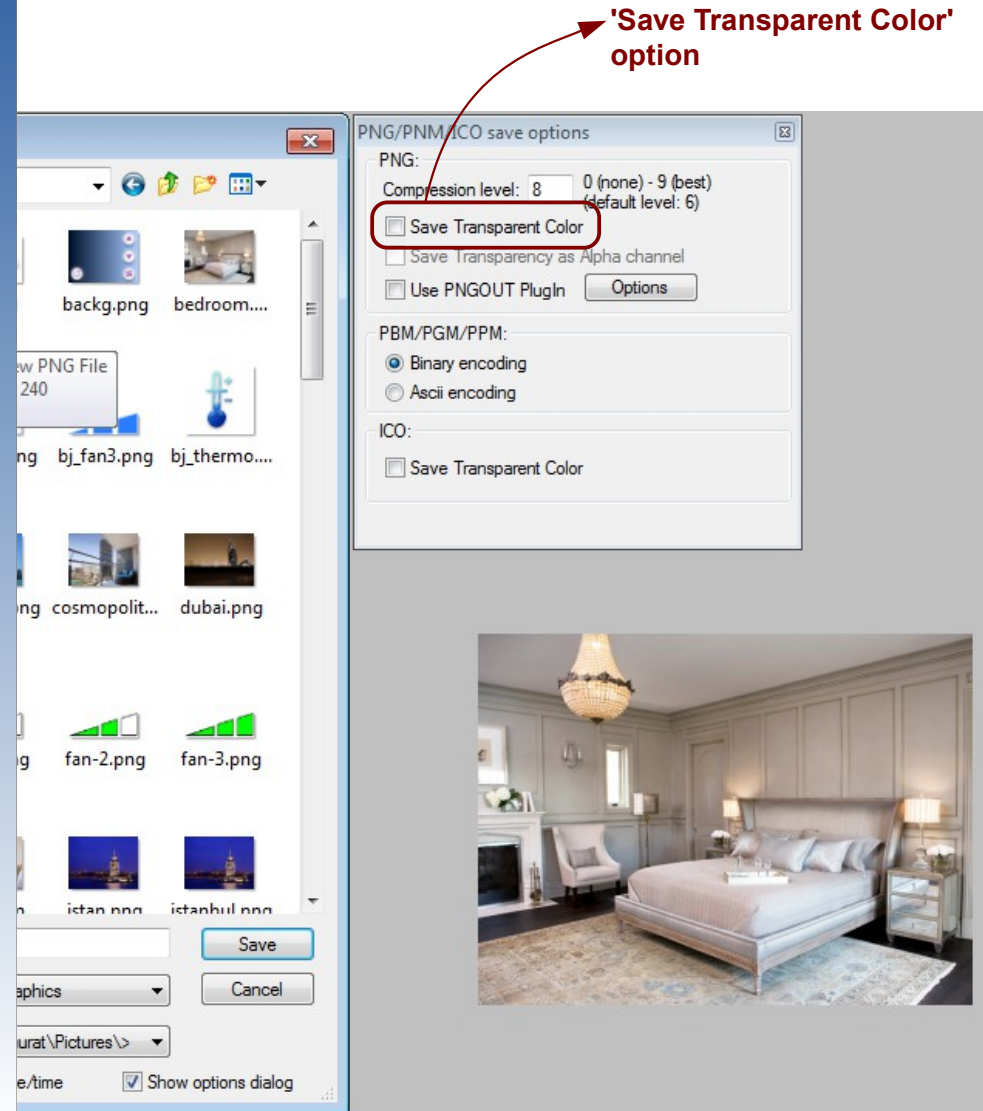 'Save Transparent Color'
option
PNG/PNM/ICO save options
PNG:
Compression level: 8 0 (none) - 9 (best)
(default level: 6)
Save Transparent Color
Save Transparency as Alpha channel
Use PNGOUT PlugIn Options
PBM/PGM/PPM:
Binary encoding
Ascii encoding
ICO:
Save Transparent Color
backg.png bedroom....
ew PNG File
240
ng bj_fan3.png bj_thermo....
ng cosmopolit... dubai.png
g fan-2.png fan-3.png
istan.png istanbul.png
Save
aphics Cancel
urat\Pictures\>
e/time Show options dialog